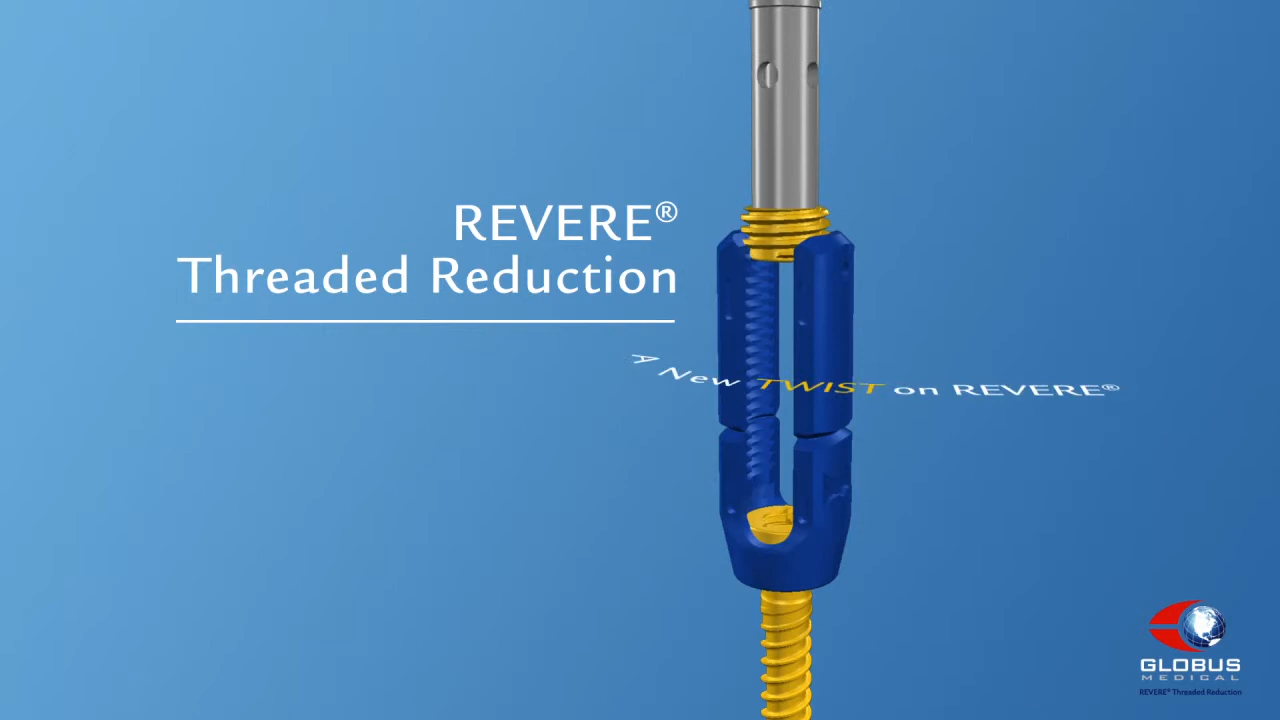 REVERE®
Threaded Reduction
A New TWIST on REVERE®
GLOBUS
MEDICAL
REVERE® Threaded Reduction